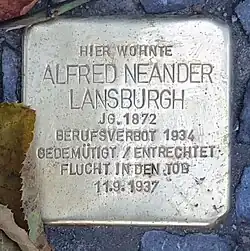 HIER WOHNTE
ALFRED NEANDER
LANSBURGH
JG. 1872
BERUFSVERBOT 1934
GEDEMÜTIGT / ENTRECHTET
FLUCHT IN DEN TOD
11.9.1937